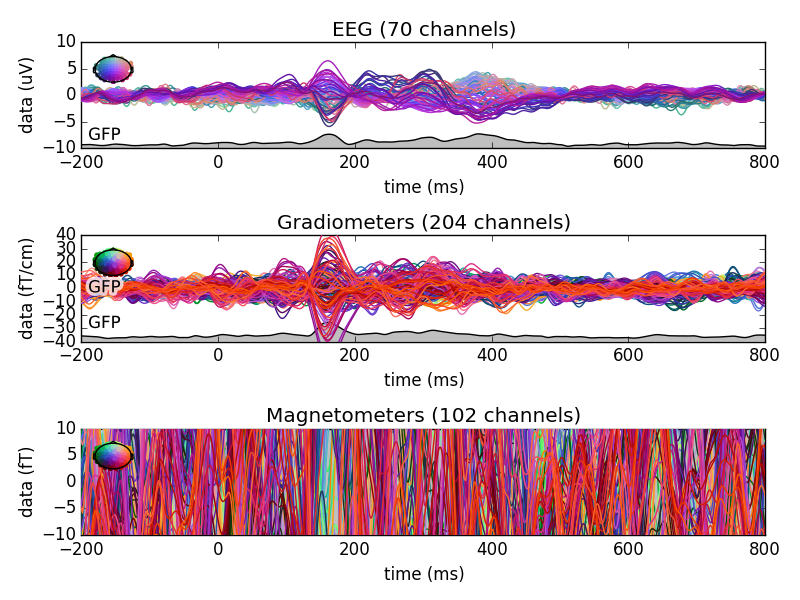 EEG (70 channels)
data (uV)
10
5
0
−5
−10
GFP
−200 0 200 400 600 800
time (ms)
Gradiometers (204 channels)
data (fT/cm)
40
30
20
10
0
−10
−20
−30
−40
GFP
GFP
−200 0 200 400 600 800
time (ms)
Magnetometers (102 channels)
data (fT)
10
5
0
−5
−10
−200 0 200 400 600 800
time (ms)